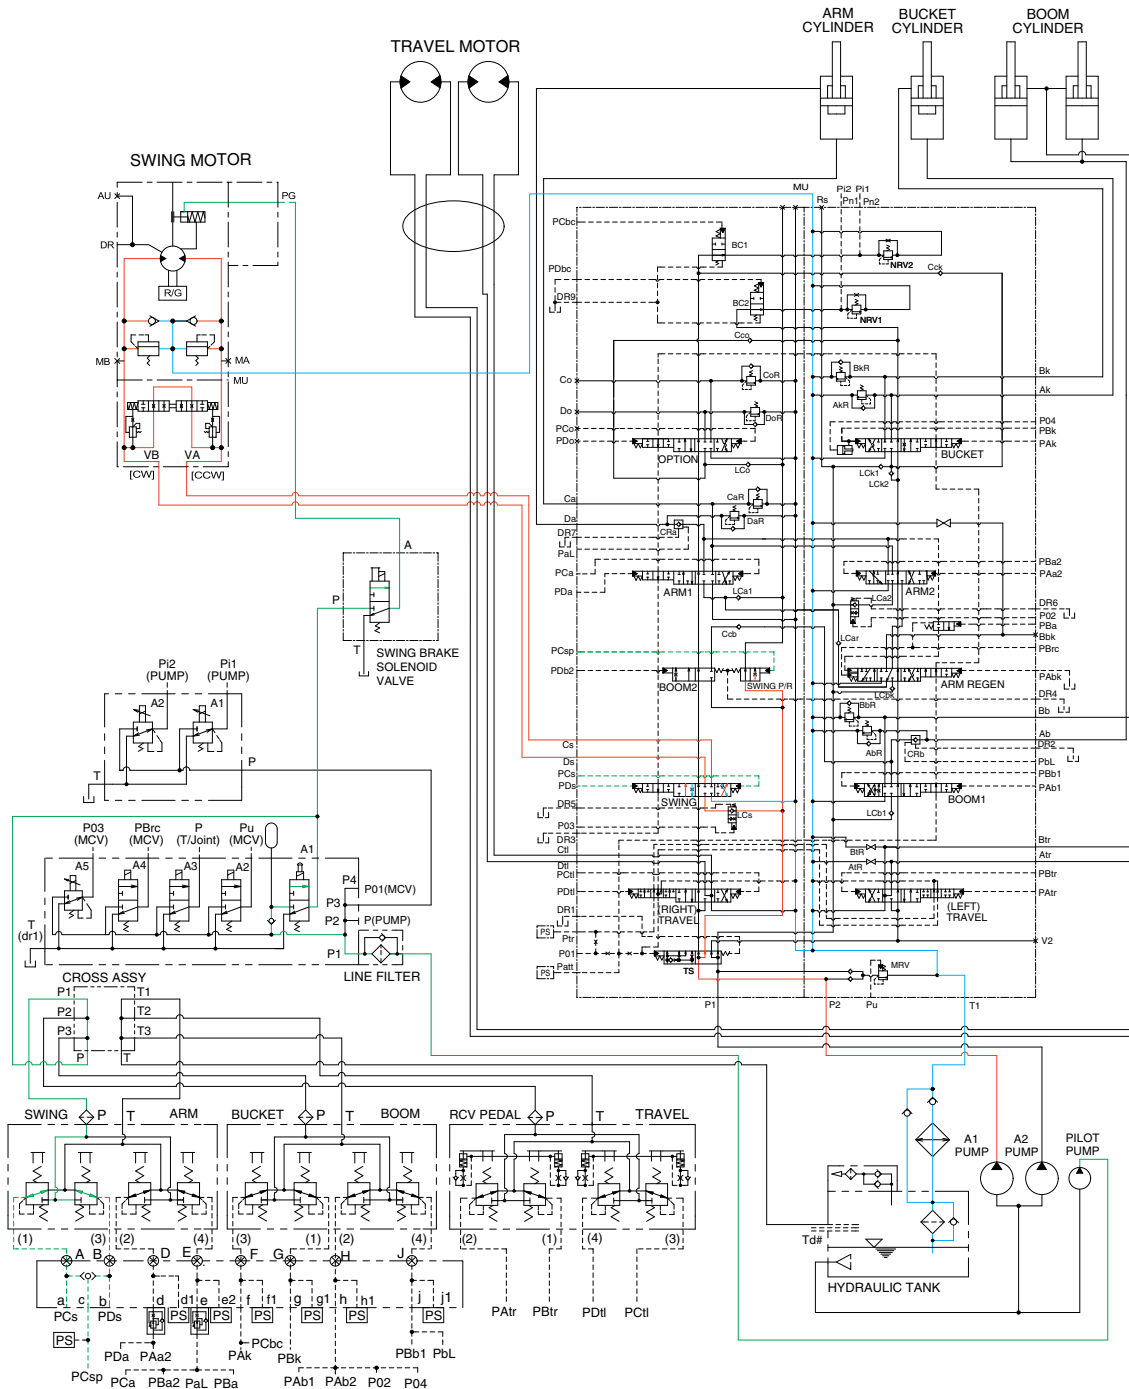 ARM
CYLINDER
BUCKET
CYLINDER
BOOM
CYLINDER
TRAVEL MOTOR
SWING MOTOR
AU
PG
DR
R/G
MB
MA
MU
VB
VA
[CW]
[CCW]
MU
Rs
Pi2
Pi1
Pn1
Pn2
PCbc
BC1
NRV2
Cck
PDbc
DR9
BC2
NRV1
Cco
Co
CoR
BkR
Bk
AkR
Ak
Do
DoR
PCo
PDo
P04
PBk
PAk
OPTION
BUCKET
LCo
LCk1
LCk2
Ca
CaR
Da
DaR
DR7
CRa
PaL
PCa
PDa
ARM1
ARM2
PBa2
PAa2
LCa1
LCa2
DR6
P02
PBa
Bbk
PBrc
Ccb
LCar
PCsp
PDb2
BOOM2
SWING P/R
ARM REGEN
LCbk
PAbk
DR4
BbR
Bb
Cs
AbR
CRb
Ab
DR2
Ds
PbL
PCs
PBb1
PDs
PAb1
SWING
BOOM1
DR5
LCs
LCb1
P03
DR3
Ctl
Btr
BtR
Dtl
AtR
Atr
PCtl
PBtr
PDtl
PAtr
(RIGHT)
TRAVEL
(LEFT)
TRAVEL
DR1
PS
Ptr
P01
V2
Patt
PS
TS
MRV
P1
P2
Pu
T1
A
P
T
SWING BRAKE
SOLENOID
VALVE
Pi2
(PUMP)
Pi1
(PUMP)
A2
A1
P
T
P03
(MCV)
PBrc
(MCV)
P
(T/Joint)
Pu
(MCV)
A1
A5
A4
A3
A2
P4
P01(MCV)
P3
P2
P(PUMP)
P1
T
(dr1)
LINE FILTER
CROSS ASSY
P1
T1
P2
T2
P3
T3
P
T
SWING
P
T
ARM
BUCKET
P
T
BOOM
RCV PEDAL
P
T
TRAVEL
(1)
(3)
(2)
(4)
(3)
(1)
(2)
(4)
(2)
(1)
(4)
(3)
A
B
D
E
F
G
H
J
a
c
b
d
d1
e
e2
f
f1
g
g1
h
h1
j
j1
PCs
PDs
PS
PS
PS
PS
PS
PS
PS
PCsp
PDa
PAa2
PCa
PBa2
PaL
PBa
PAk
PCbc
PBk
PAb1
PAb2
P02
P04
PBb1
PbL
PAtr
PBtr
PDtl
PCtl
A1
PUMP
A2
PUMP
PILOT
PUMP
Td#
HYDRAULIC TANK